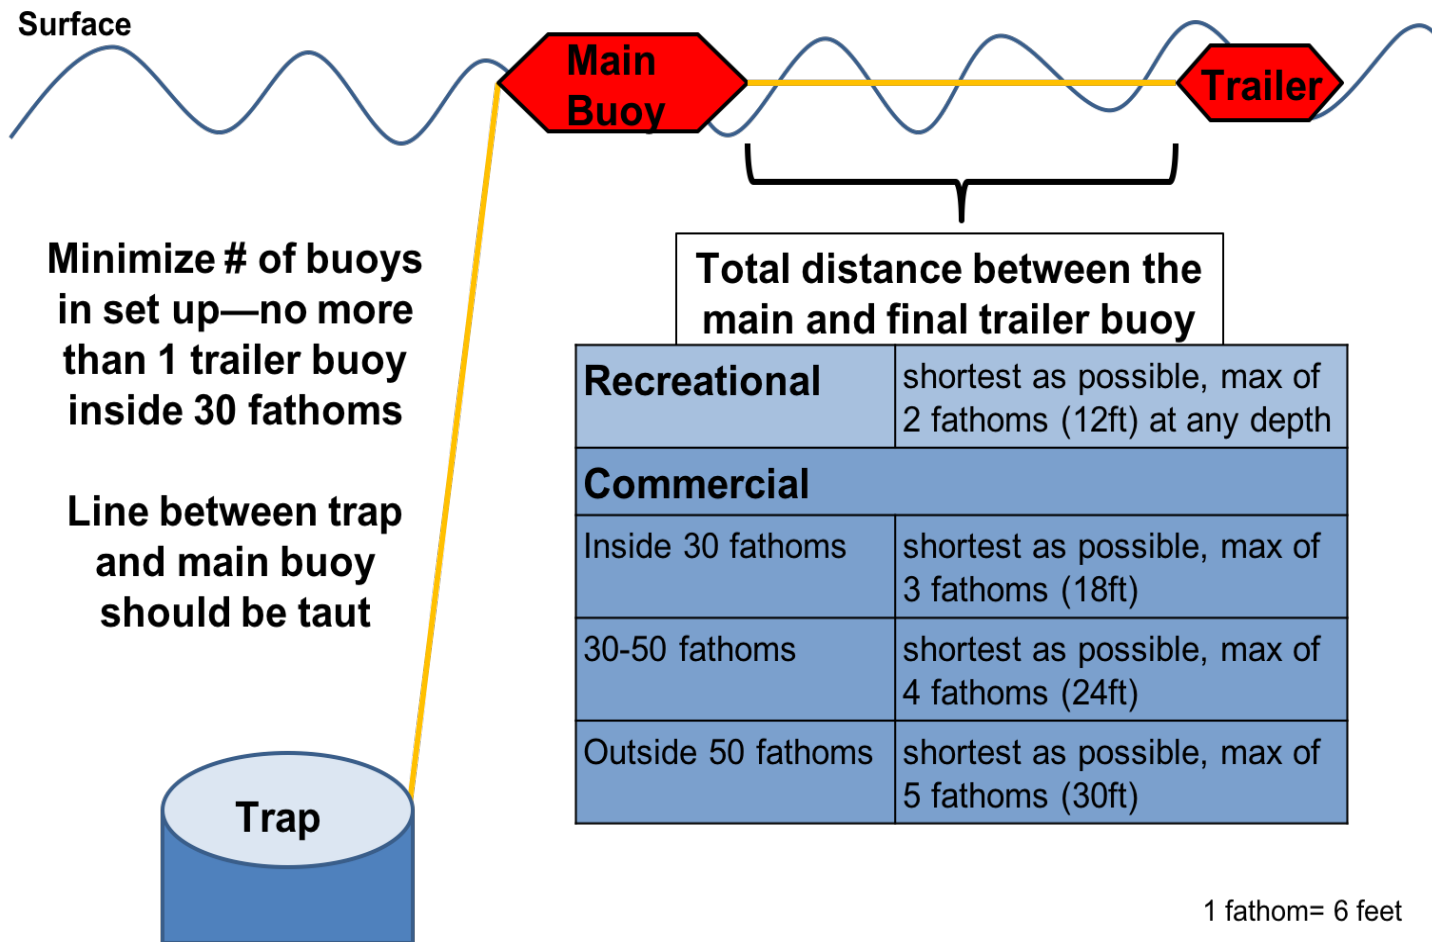 Surface
Main
Buoy
Trailer
Minimize # of buoys
in set up—no more
than 1 trailer buoy
inside 30 fathoms
Line between trap
and main buoy
should be taut
Trap
Total distance between the
main and final trailer buoy
Recreational
shortest as possible, max of
2 fathoms (12ft) at any depth
Commercial
Inside 30 fathoms
shortest as possible, max of
3 fathoms (18ft)
30-50 fathoms
shortest as possible, max of
4 fathoms (24ft)
Outside 50 fathoms
shortest as possible, max of
5 fathoms (30ft)
1 fathom= 6 feet